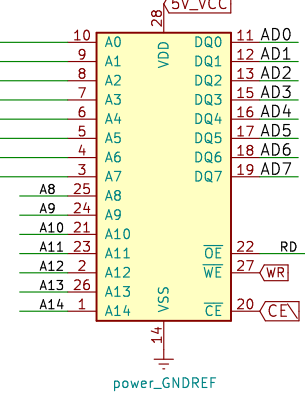 5V_VCC
28
10 A0 VDD DQ0 11 AD0
9 A1 DQ1 12 AD1
8 A2 DQ2 13 AD2
7 A3 DQ3 15 AD3
6 A4 DQ4 16 AD4
5 A5 DQ5 17 AD5
4 A6 DQ6 18 AD6
3 A7 DQ7 19 AD7
A8 25 A8
A9 24 A9
A10 21 A10
A11 23 A11 OE 22 RD
A12 2 A12 WE 27 WR
A13 26 A13 VSS
A14 1 A14 CE 20 CE\
14
power_GNDREF